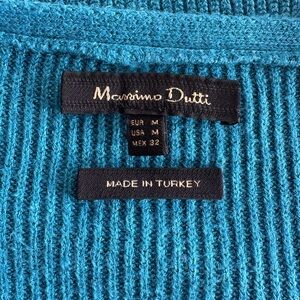 Massimo Dutti
EUR M
USA M
MEX 32
MADE IN TURKEY